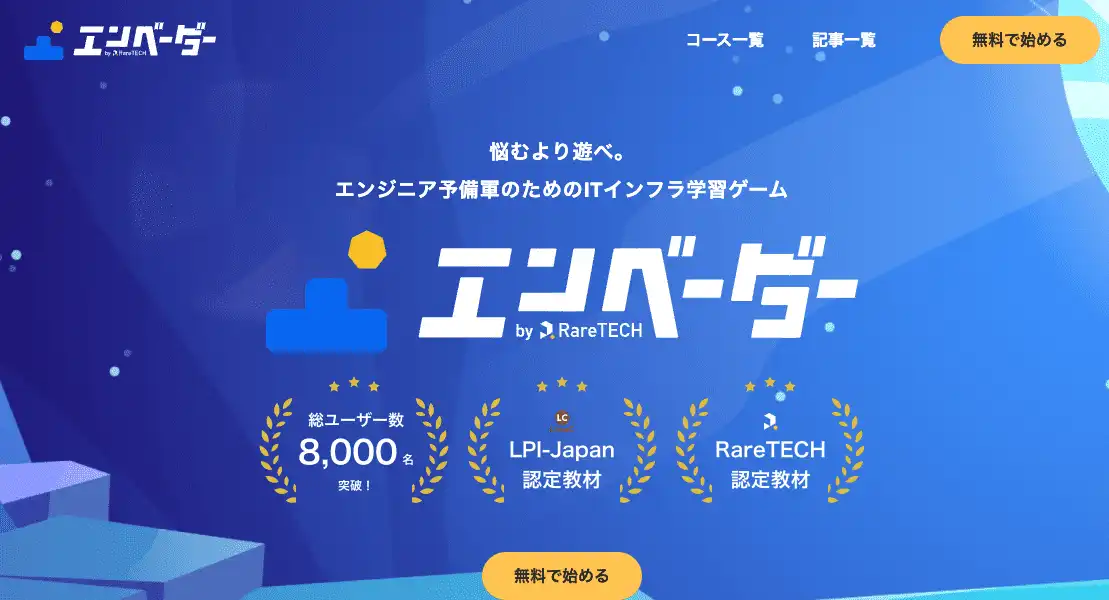 エンベーダー
by RareTECH
コース一覧
記事一覧
無料で始める
悩むより遊べ。
エンジニア予備軍のためのITインフラ学習ゲーム
エンベーダー
by RareTECH
総ユーザー数
8,000名
突破！
LC
LPI-Japan
認定教材
RareTECH
認定教材
無料で始める